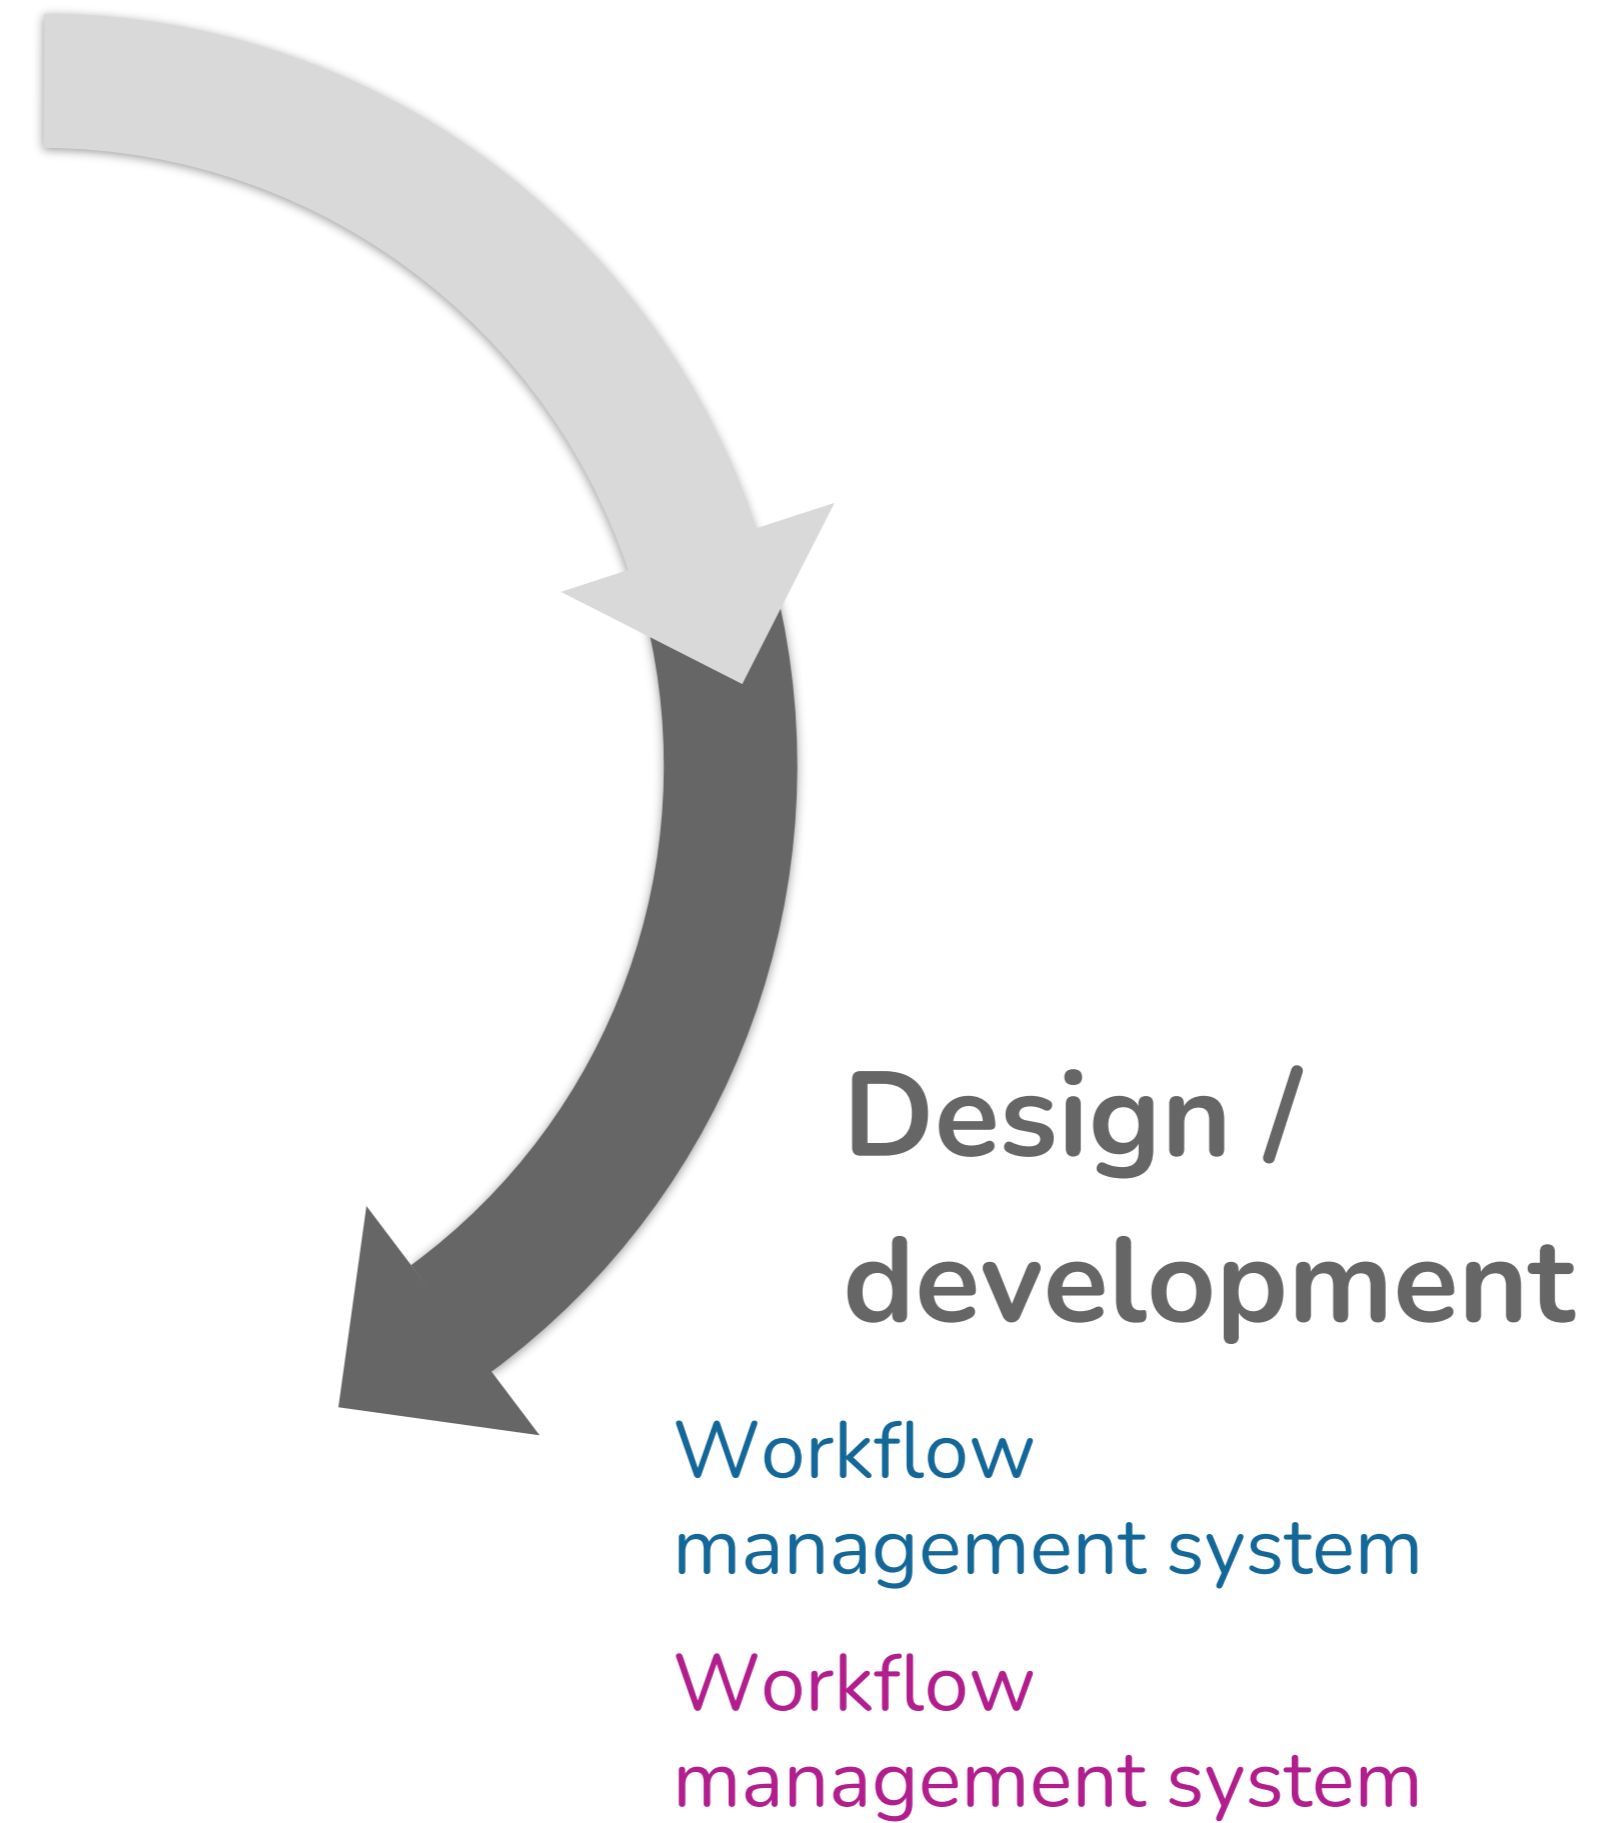 Design /
development
Workflow
management system
Workflow
management system